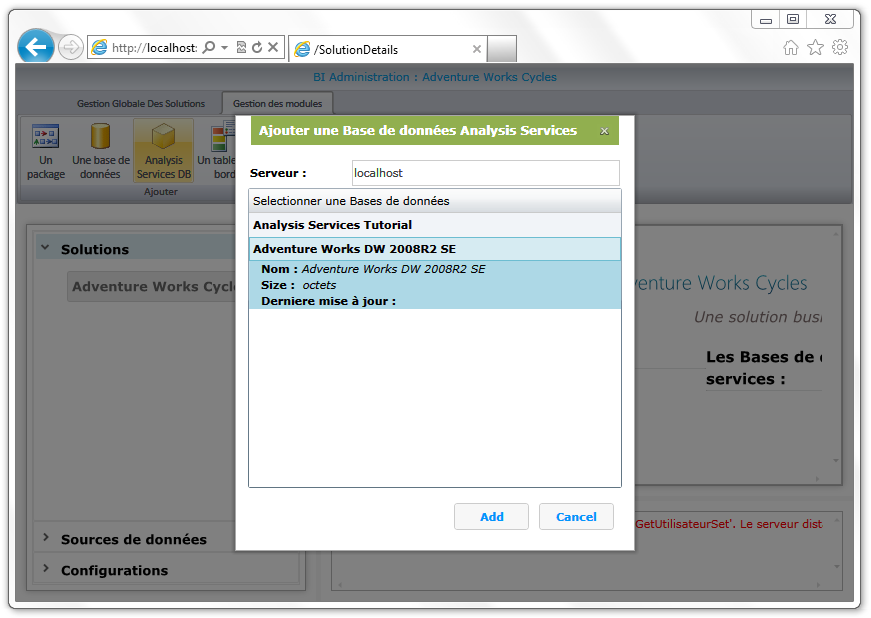 http://localhost:
/SolutionDetails
BI Administration : Adventure Works Cycles
Gestion Globale Des Solutions
Gestion des modules
Un package
Une base de données
Analysis Services DB
Un table
bord
Ajouter
Ajouter une Base de données Analysis Services
Serveur :
localhost
Selectionner une Bases de données
Analysis Services Tutorial
Adventure Works DW 2008R2 SE
Nom : Adventure Works DW 2008R2 SE
Size : octets
Derniere mise à jour :
Add
Cancel
Solutions
Adventure Works Cycl
Sources de données
Configurations
venture Works Cycles
Une solution busi
Les Bases de
services :
GetUtilisateurSet'. Le serveur dist